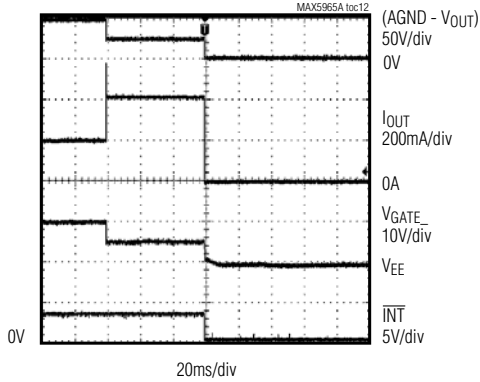 MAX5965A toc12
(AGND - VOUT)
50V/div
0V
IOUT
200mA/div
0A
VGATE_
10V/div
VEE
INT
5V/div
0V
20ms/div